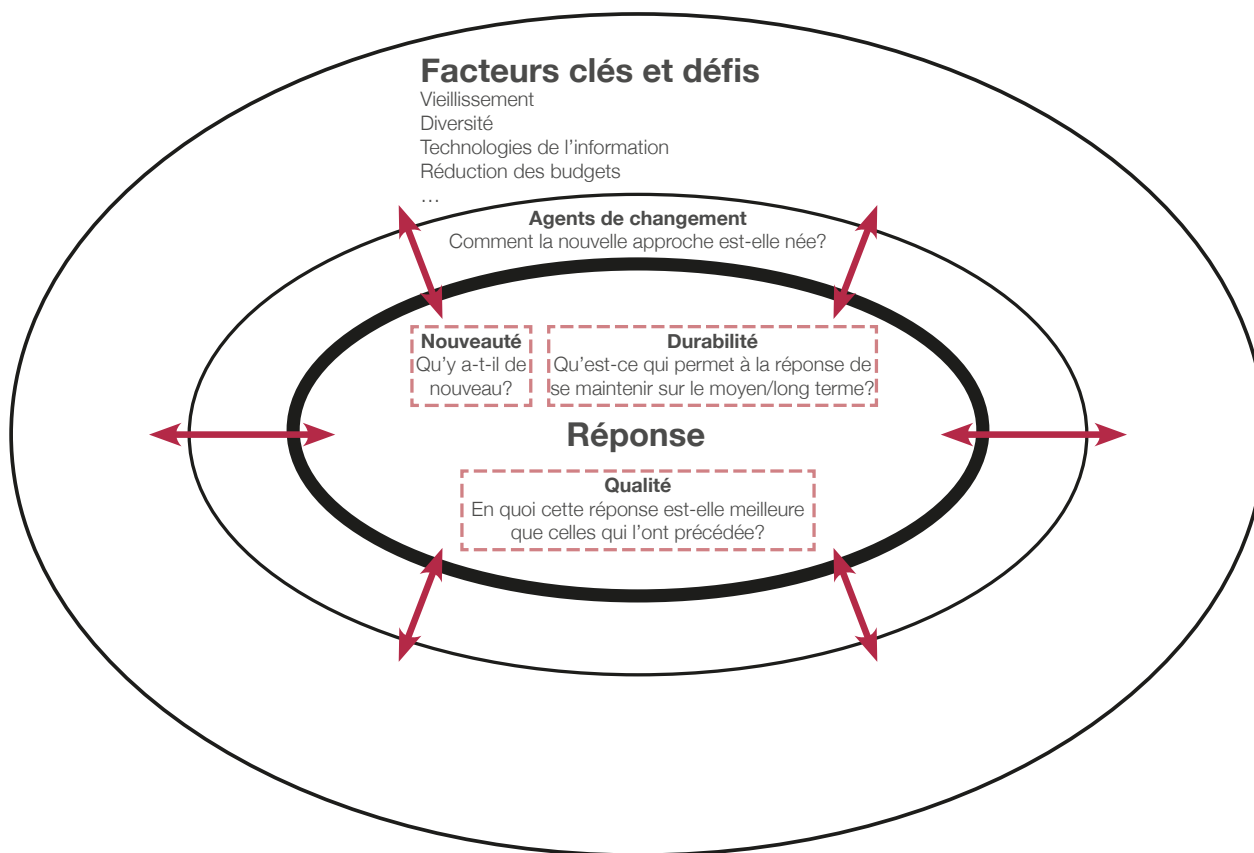 Facteurs clés et défis
Vieillissement
Diversité
Technologies de l’information
Réduction des budgets
…
Agents de changement
Comment la nouvelle approche est-elle née?
Nouveauté
Qu’y a-t-il de
nouveau?
Durabilité
Qu’est-ce qui permet à la réponse de
se maintenir sur le moyen/long terme?
Réponse
Qualité
En quoi cette réponse est-elle meilleure
que celles qui l’ont précédée?